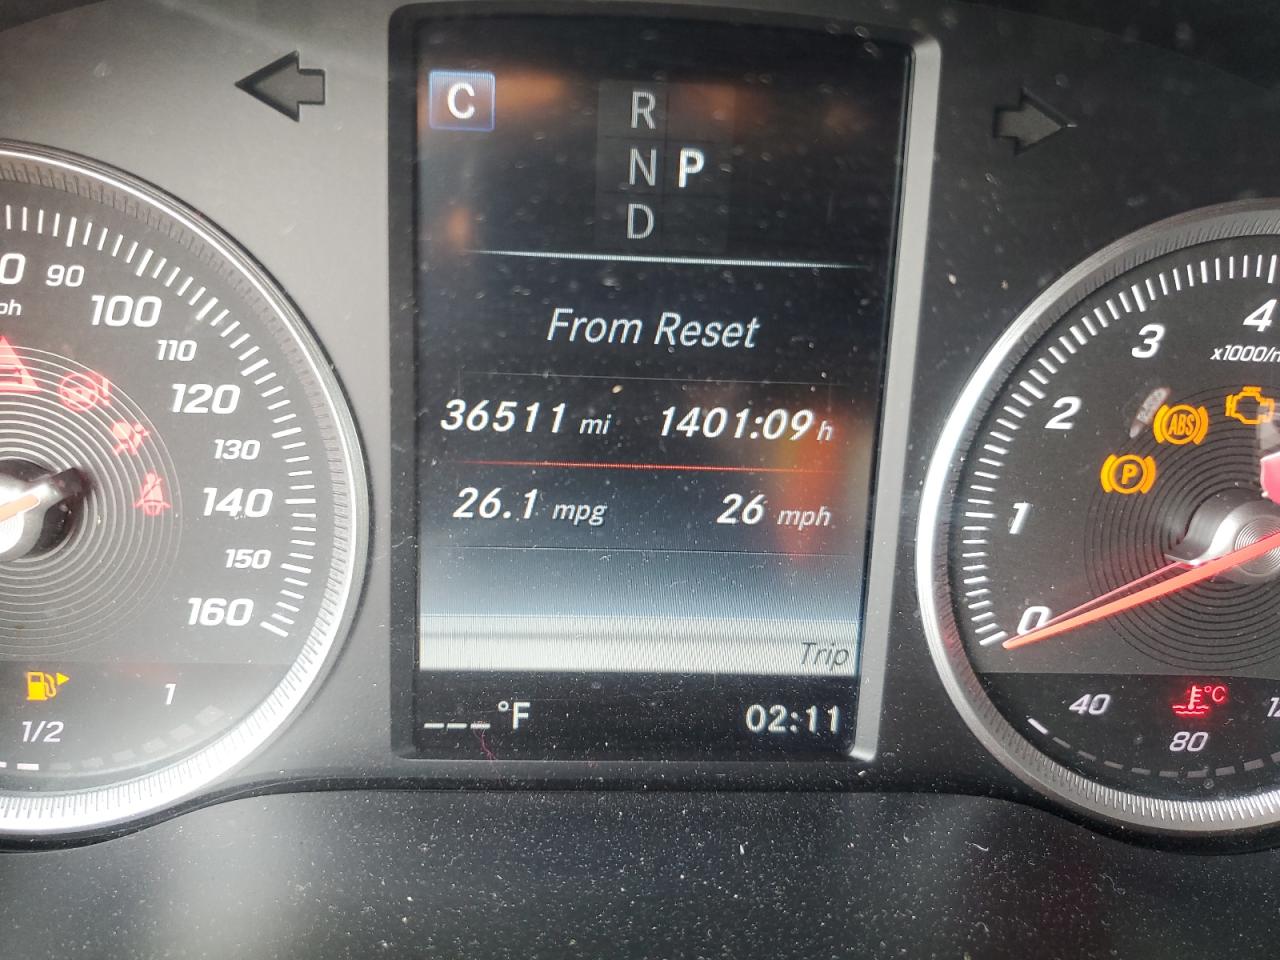 C
R
N P
D
From Reset
36511 mi 1401:09 h
26.1 mpg 26 mph
Trip
___°F 02:11
90
100
110
120
130
140
150
160
1/2
1
4
3
x1000/
2
1
0
ABS
P
40
°C
80